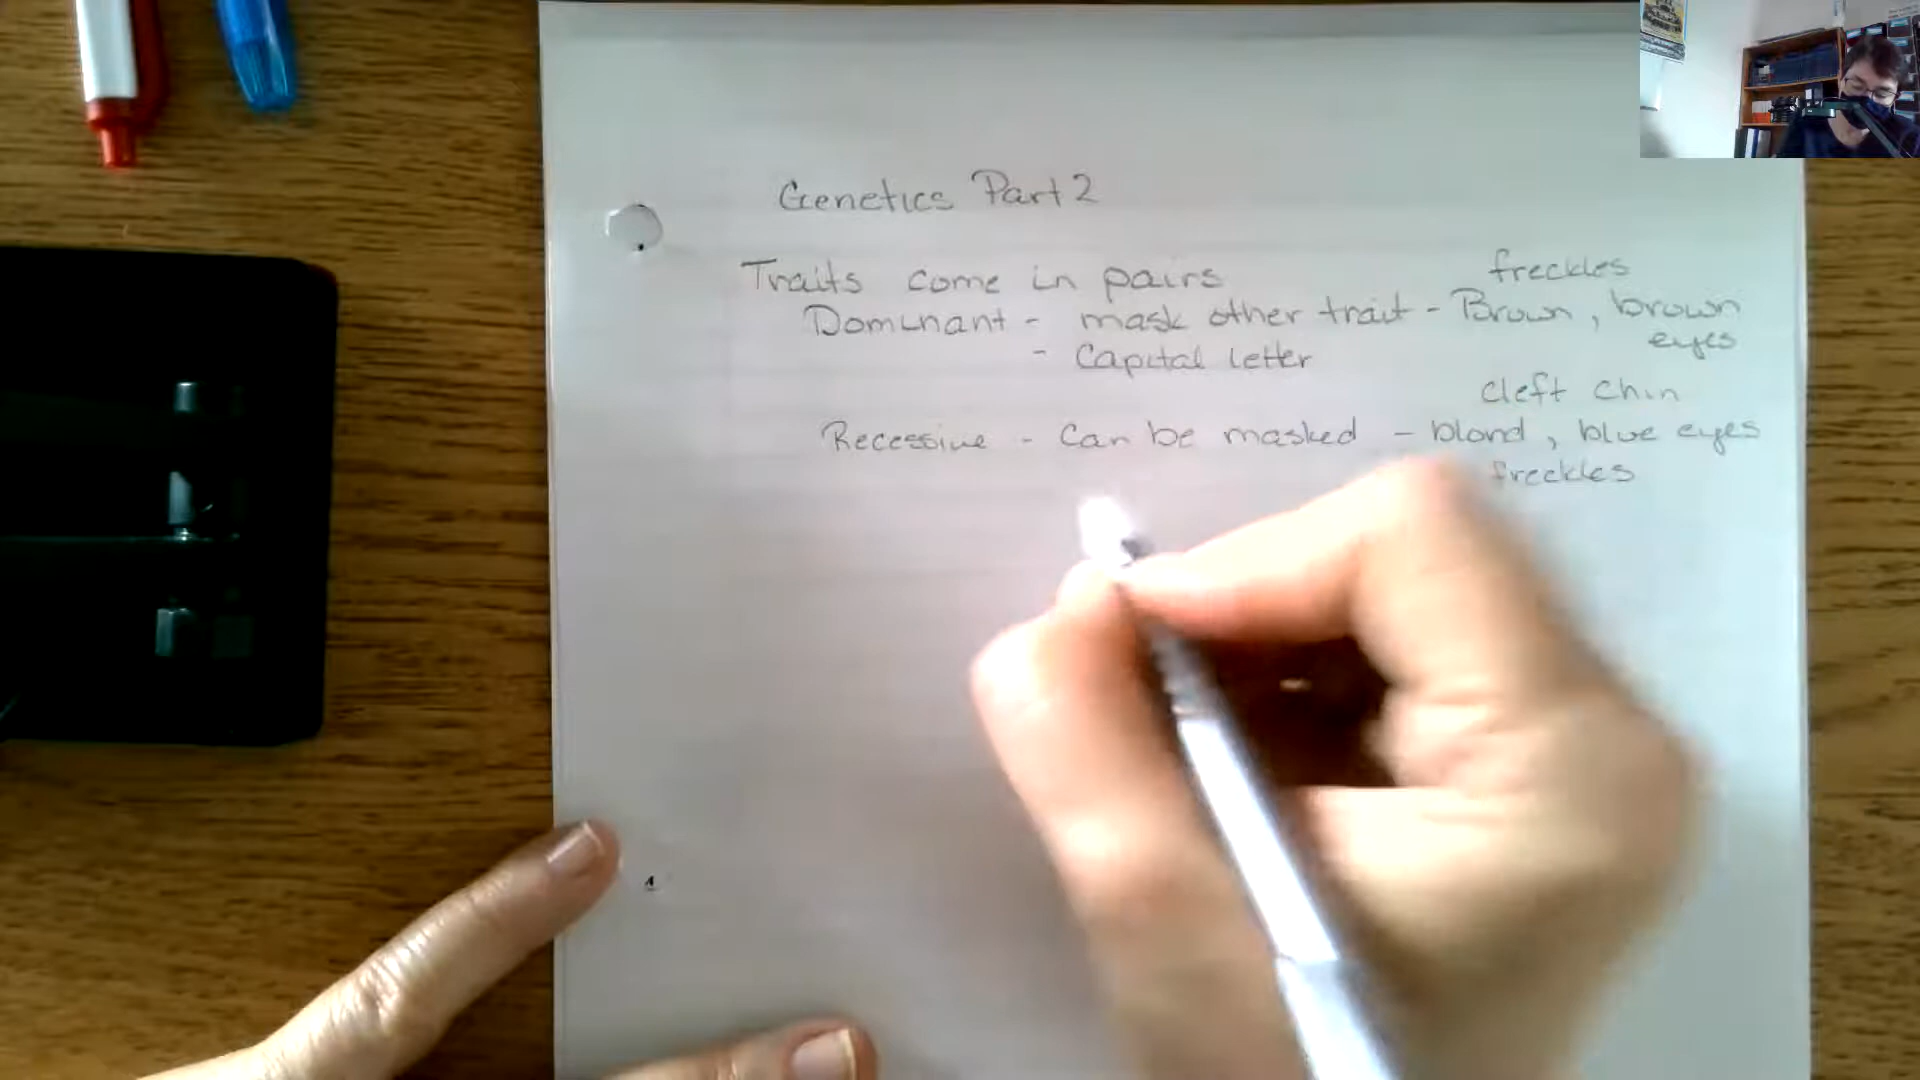 Genetics Part 2
freckles
Traits come in pairs
Dominant - mask other trait - Brown, brown
eyes
- Capital letter
cleft chin
Recessive - Can be masked - blond, blue eyes
freckles